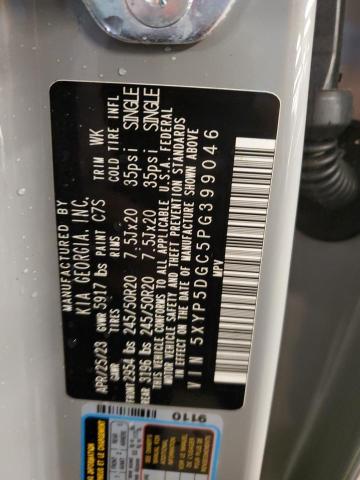 MANUFACTURED BY
KIA GEORGIA, INC.
APR/25/23 PAINT C7S TRIM WK
GVWR 5917 lbs
GAWR TIRES RIMS COLD TIRE INFL
FRONT 2954 lbs 245/50R20 7.5Jx20 35psi SINGLE
REAR 3196 lbs 245/50R20 7.5Jx20 35psi SINGLE
THIS VEHICLE CONFORMS TO ALL APPLICABLE U.S.A. FEDERAL
MOTOR VEHICLE SAFETY AND THEFT PREVENTION STANDARDS
IN EFFECT ON THE DATE OF MANUFACTURE SHOWN ABOVE
VIN 5XYP5DGC5PG399046
MPV
9110